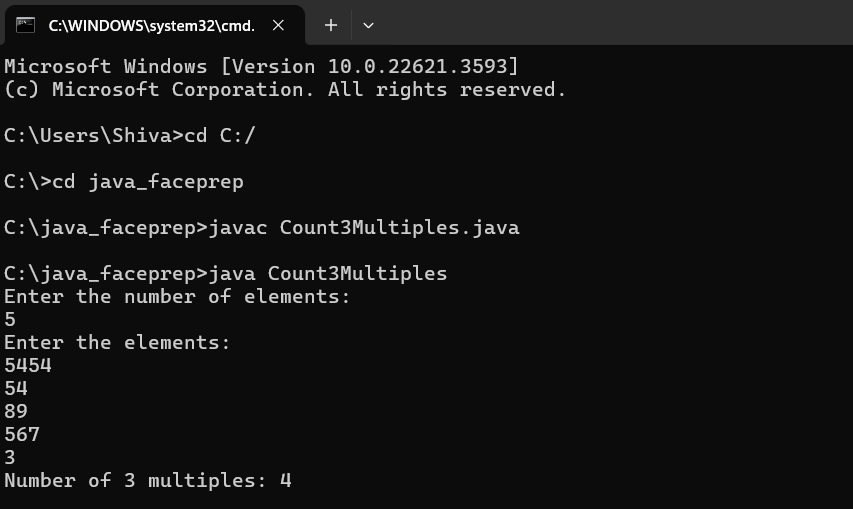 C:\WINDOWS\system32\cmd.
Microsoft Windows [Version 10.0.22621.3593]
(c) Microsoft Corporation. All rights reserved.
C:\Users\Shiva>cd C:/
C:\>cd java_faceprep
C:\java_faceprep>javac Count3Multiples.java
C:\java_faceprep>java Count3Multiples
Enter the number of elements:
5
Enter the elements:
5454
54
89
567
3
Number of 3 multiples: 4